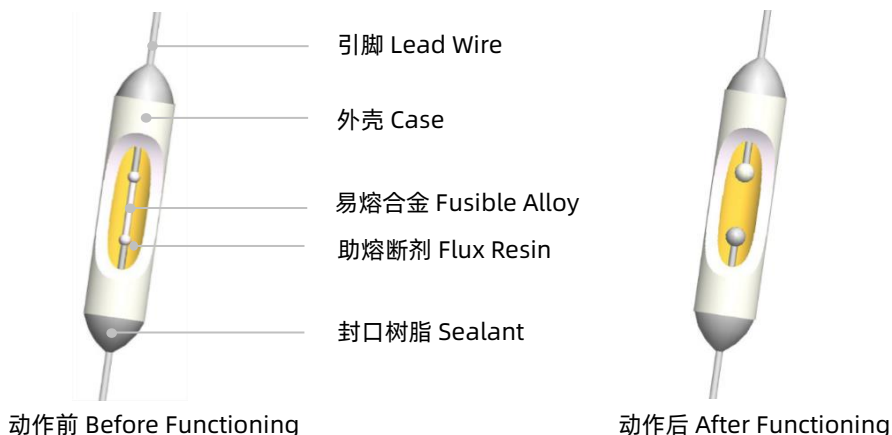 引脚 Lead Wire
外壳 Case
易熔合金 Fusible Alloy
助熔断剂 Flux Resin
封口树脂 Sealant
动作前 Before Functioning
动作后 After Functioning